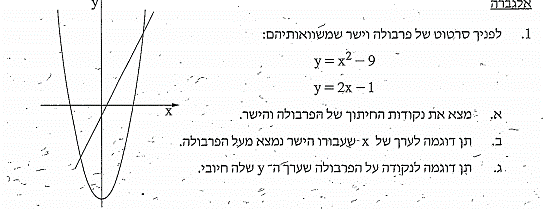 אלגברה
1. לפניך סרטוט של פרבולה וישר שמשוואותיהם:
y = x² − 9
y = 2x − 1
א. מצא את נקודות החיתוך של הפרבולה והישר.
ב. תן דוגמה לערך של x שעבורו הישר נמצא מעל הפרבולה.
ג. תן דוגמה לנקודה על הפרבולה שערך ה- y שלה חיובי.
y
x